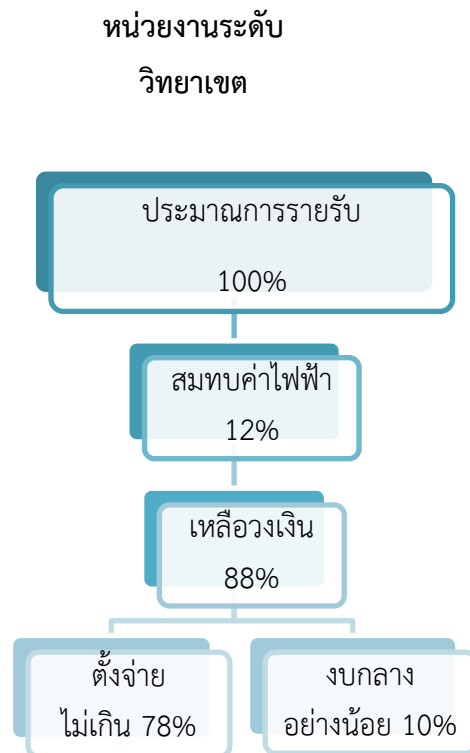 หน่วยงานระดับ
วิทยาเขต
ประมาณการรายรับ
100%
สมทบค่าไฟฟ้า
12%
เหลือวงเงิน
88%
ตั้งจ่าย
ไม่เกิน 78%
งบกลาง
อย่างน้อย 10%